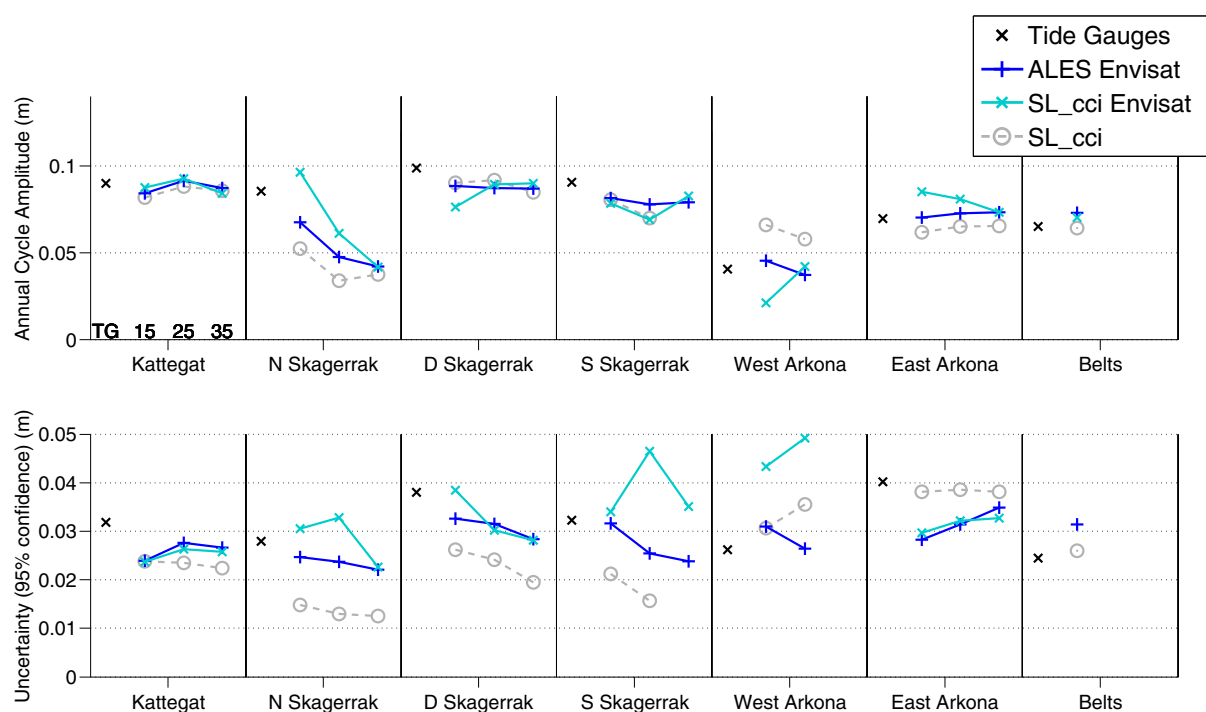 Tide Gauges
ALES Envisat
SL_cci Envisat
SL_cci
Annual Cycle Amplitude (m)
0.1
0.05
0
TG 15 25 35
Kattegat N Skagerrak D Skagerrak S Skagerrak West Arkona East Arkona Belts
Uncertainty (95% confidence) (m)
0.05
0.04
0.03
0.02
0.01
0
Kattegat N Skagerrak D Skagerrak S Skagerrak West Arkona East Arkona Belts